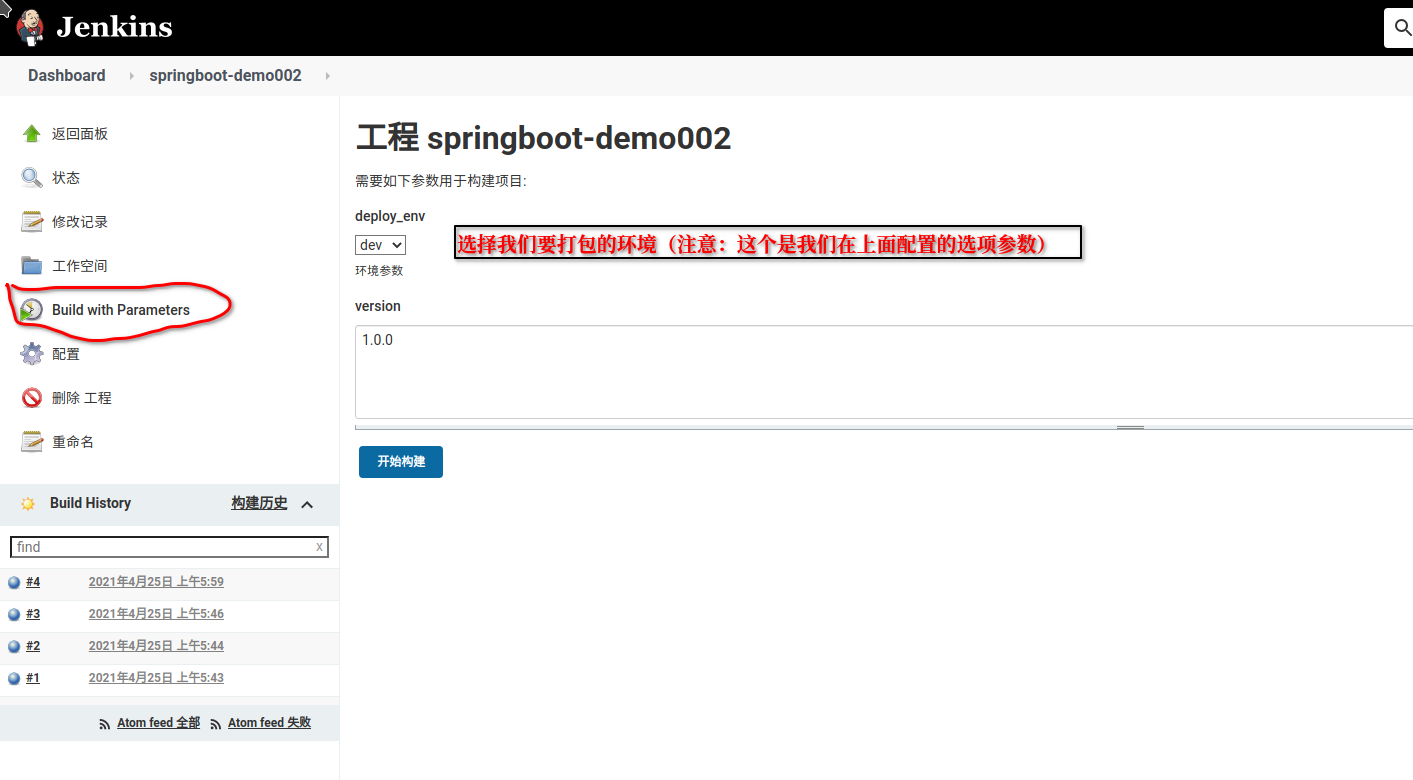 Jenkins
Dashboard
springboot-demo002
返回面板
状态
修改记录
工作空间
Build with Parameters
配置
删除 工程
重命名
Build History
构建历史
find
x
#4
2021年4月25日 上午5:59
#3
2021年4月25日 上午5:46
#2
2021年4月25日 上午5:44
#1
2021年4月25日 上午5:43
Atom feed 全部
Atom feed 失败
工程 springboot-demo002
需要如下参数用于构建项目:
deploy_env
dev
选择我们要打包的环境（注意：这个是我们在上面配置的选项参数）
环境参数
version
1.0.0
开始构建